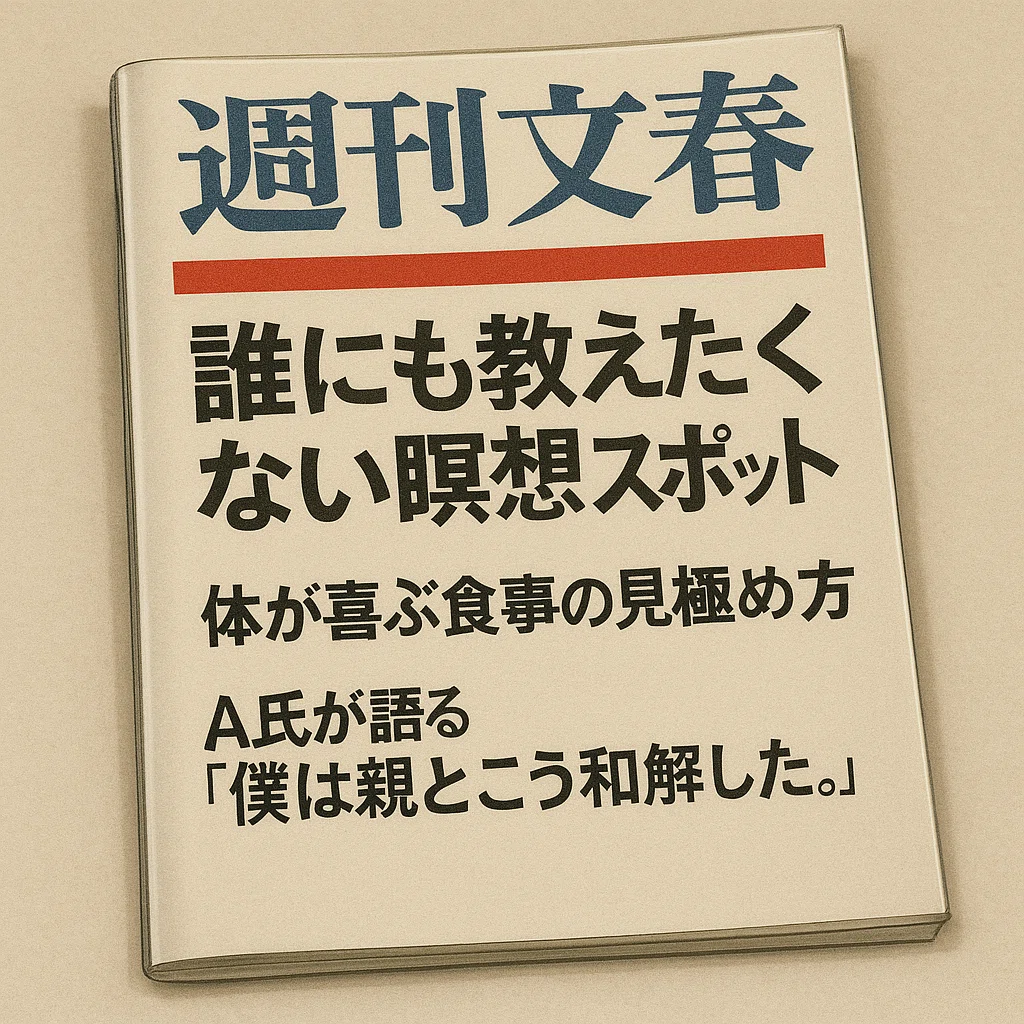 週刊文春
誰にも教えたく
ない瞑想スポット
体が喜ぶ食事の見極め方
A氏が語る
「僕は親とこう和解した。」